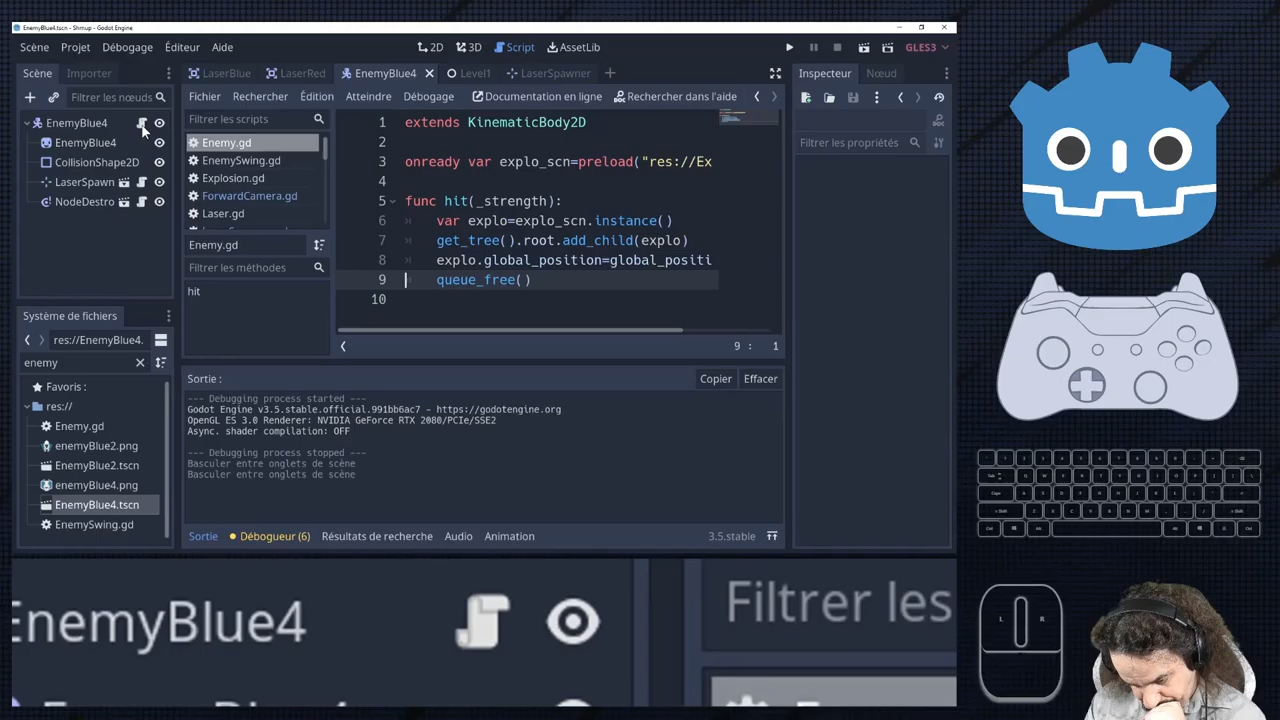 EnemyBlue4.tscn - Shmup - Godot Engine
Scène Projet Débogage Éditeur Aide
2D 3D Script AssetLib
GLES3
Scène Importer
LaserBlue LaserRed EnemyBlue4 Level1 LaserSpawner
Inspecteur Nœud
Filtrer les nœuds
Fichier Rechercher Édition Atteindre Débogage Documentation en ligne Rechercher dans l'aide
EnemyBlue4
EnemyBlue4
CollisionShape2D
LaserSpawn
NodeDestro
Filtrer les scripts
Enemy.gd
EnemySwing.gd
Explosion.gd
ForwardCamera.gd
Laser.gd
Enemy.gd
Filtrer les méthodes
hit
1 extends KinematicBody2D
2
3 onready var explo_scn=preload("res://Ex
4
5 func hit(_strength):
6 var explo=explo_scn.instance()
7 get_tree().root.add_child(explo)
8 explo.global_position=global_positi
9 queue_free()
10
9 : 1
Filtrer les propriétés
Système de fichiers
res://EnemyBlue4.
enemy
Favoris :
res://
Enemy.gd
enemyBlue2.png
EnemyBlue2.tscn
enemyBlue4.png
EnemyBlue4.tscn
EnemySwing.gd
Sortie :
Copier Effacer
--- Debugging process started ---
Godot Engine v3.5.stable.official.991bb6ac7 - https://godotengine.org
OpenGL ES 3.0 Renderer: NVIDIA GeForce RTX 2080/PCIe/SSE2
Async. shader compilation: OFF
--- Debugging process stopped ---
Basculer entre onglets de scène
Basculer entre onglets de scène
Sortie Débogueur (6) Résultats de recherche Audio Animation
3.5.stable
EnemyBlue4
Filtrer les
L R